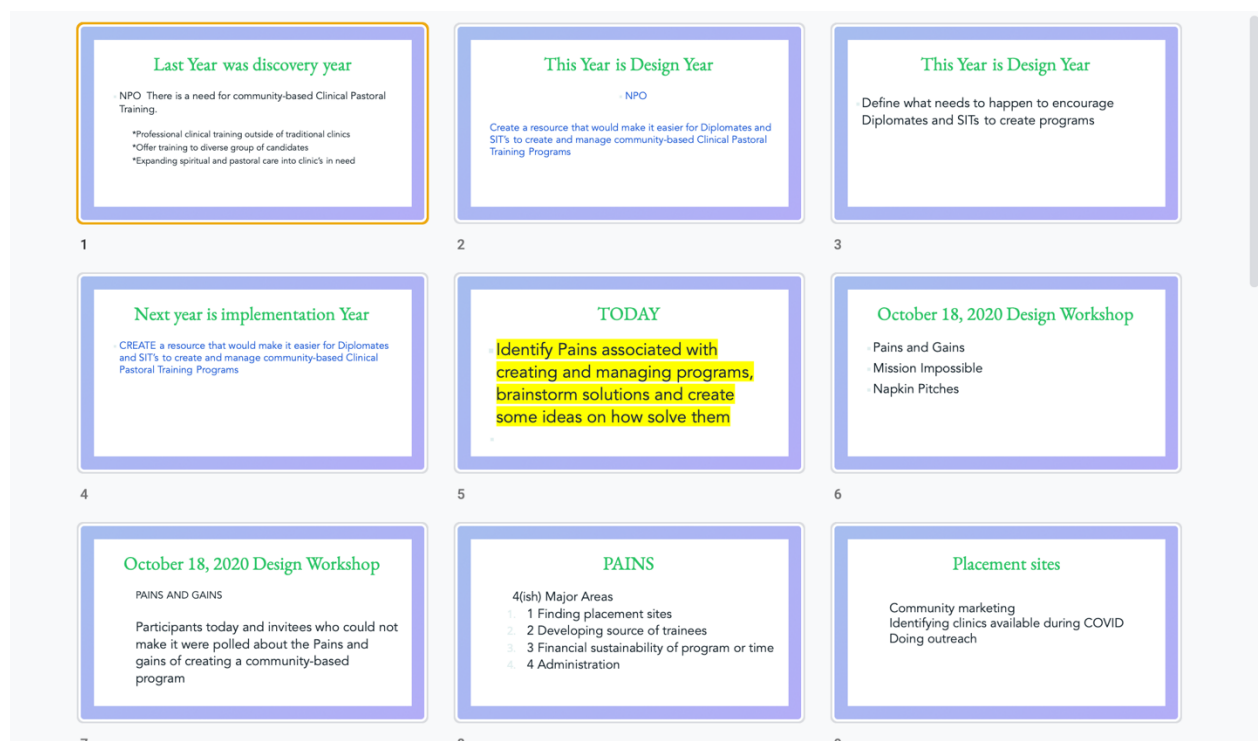 Last Year was discovery year
NPO There is a need for community-based Clinical Pastoral
Training.
*Professional clinical training outside of traditional clinics
*Offer training to diverse group of candidates
*Expanding spiritual and pastoral care into clinic's in need
1
This Year is Design Year
NPO
Create a resource that would make it easier for Diplomates and
SIT's to create and manage community-based Clinical Pastoral
Training Programs
2
This Year is Design Year
Define what needs to happen to encourage
Diplomates and SITs to create programs
3
Next year is implementation Year
CREATE a resource that would make it easier for Diplomates
and SIT's to create and manage community-based Clinical
Pastoral Training Programs
4
TODAY
Identify Pains associated with
creating and managing programs,
brainstorm solutions and create
some ideas on how solve them
5
October 18, 2020 Design Workshop
Pains and Gains
Mission Impossible
Napkin Pitches
6
October 18, 2020 Design Workshop
PAINS AND GAINS
Participants today and invitees who could not
make it were polled about the Pains and
gains of creating a community-based
program
PAINS
4(ish) Major Areas
1. 1 Finding placement sites
2. 2 Developing source of trainees
3. 3 Financial sustainability of program or time
4. 4 Administration
Placement sites
Community marketing
Identifying clinics available during COVID
Doing outreach